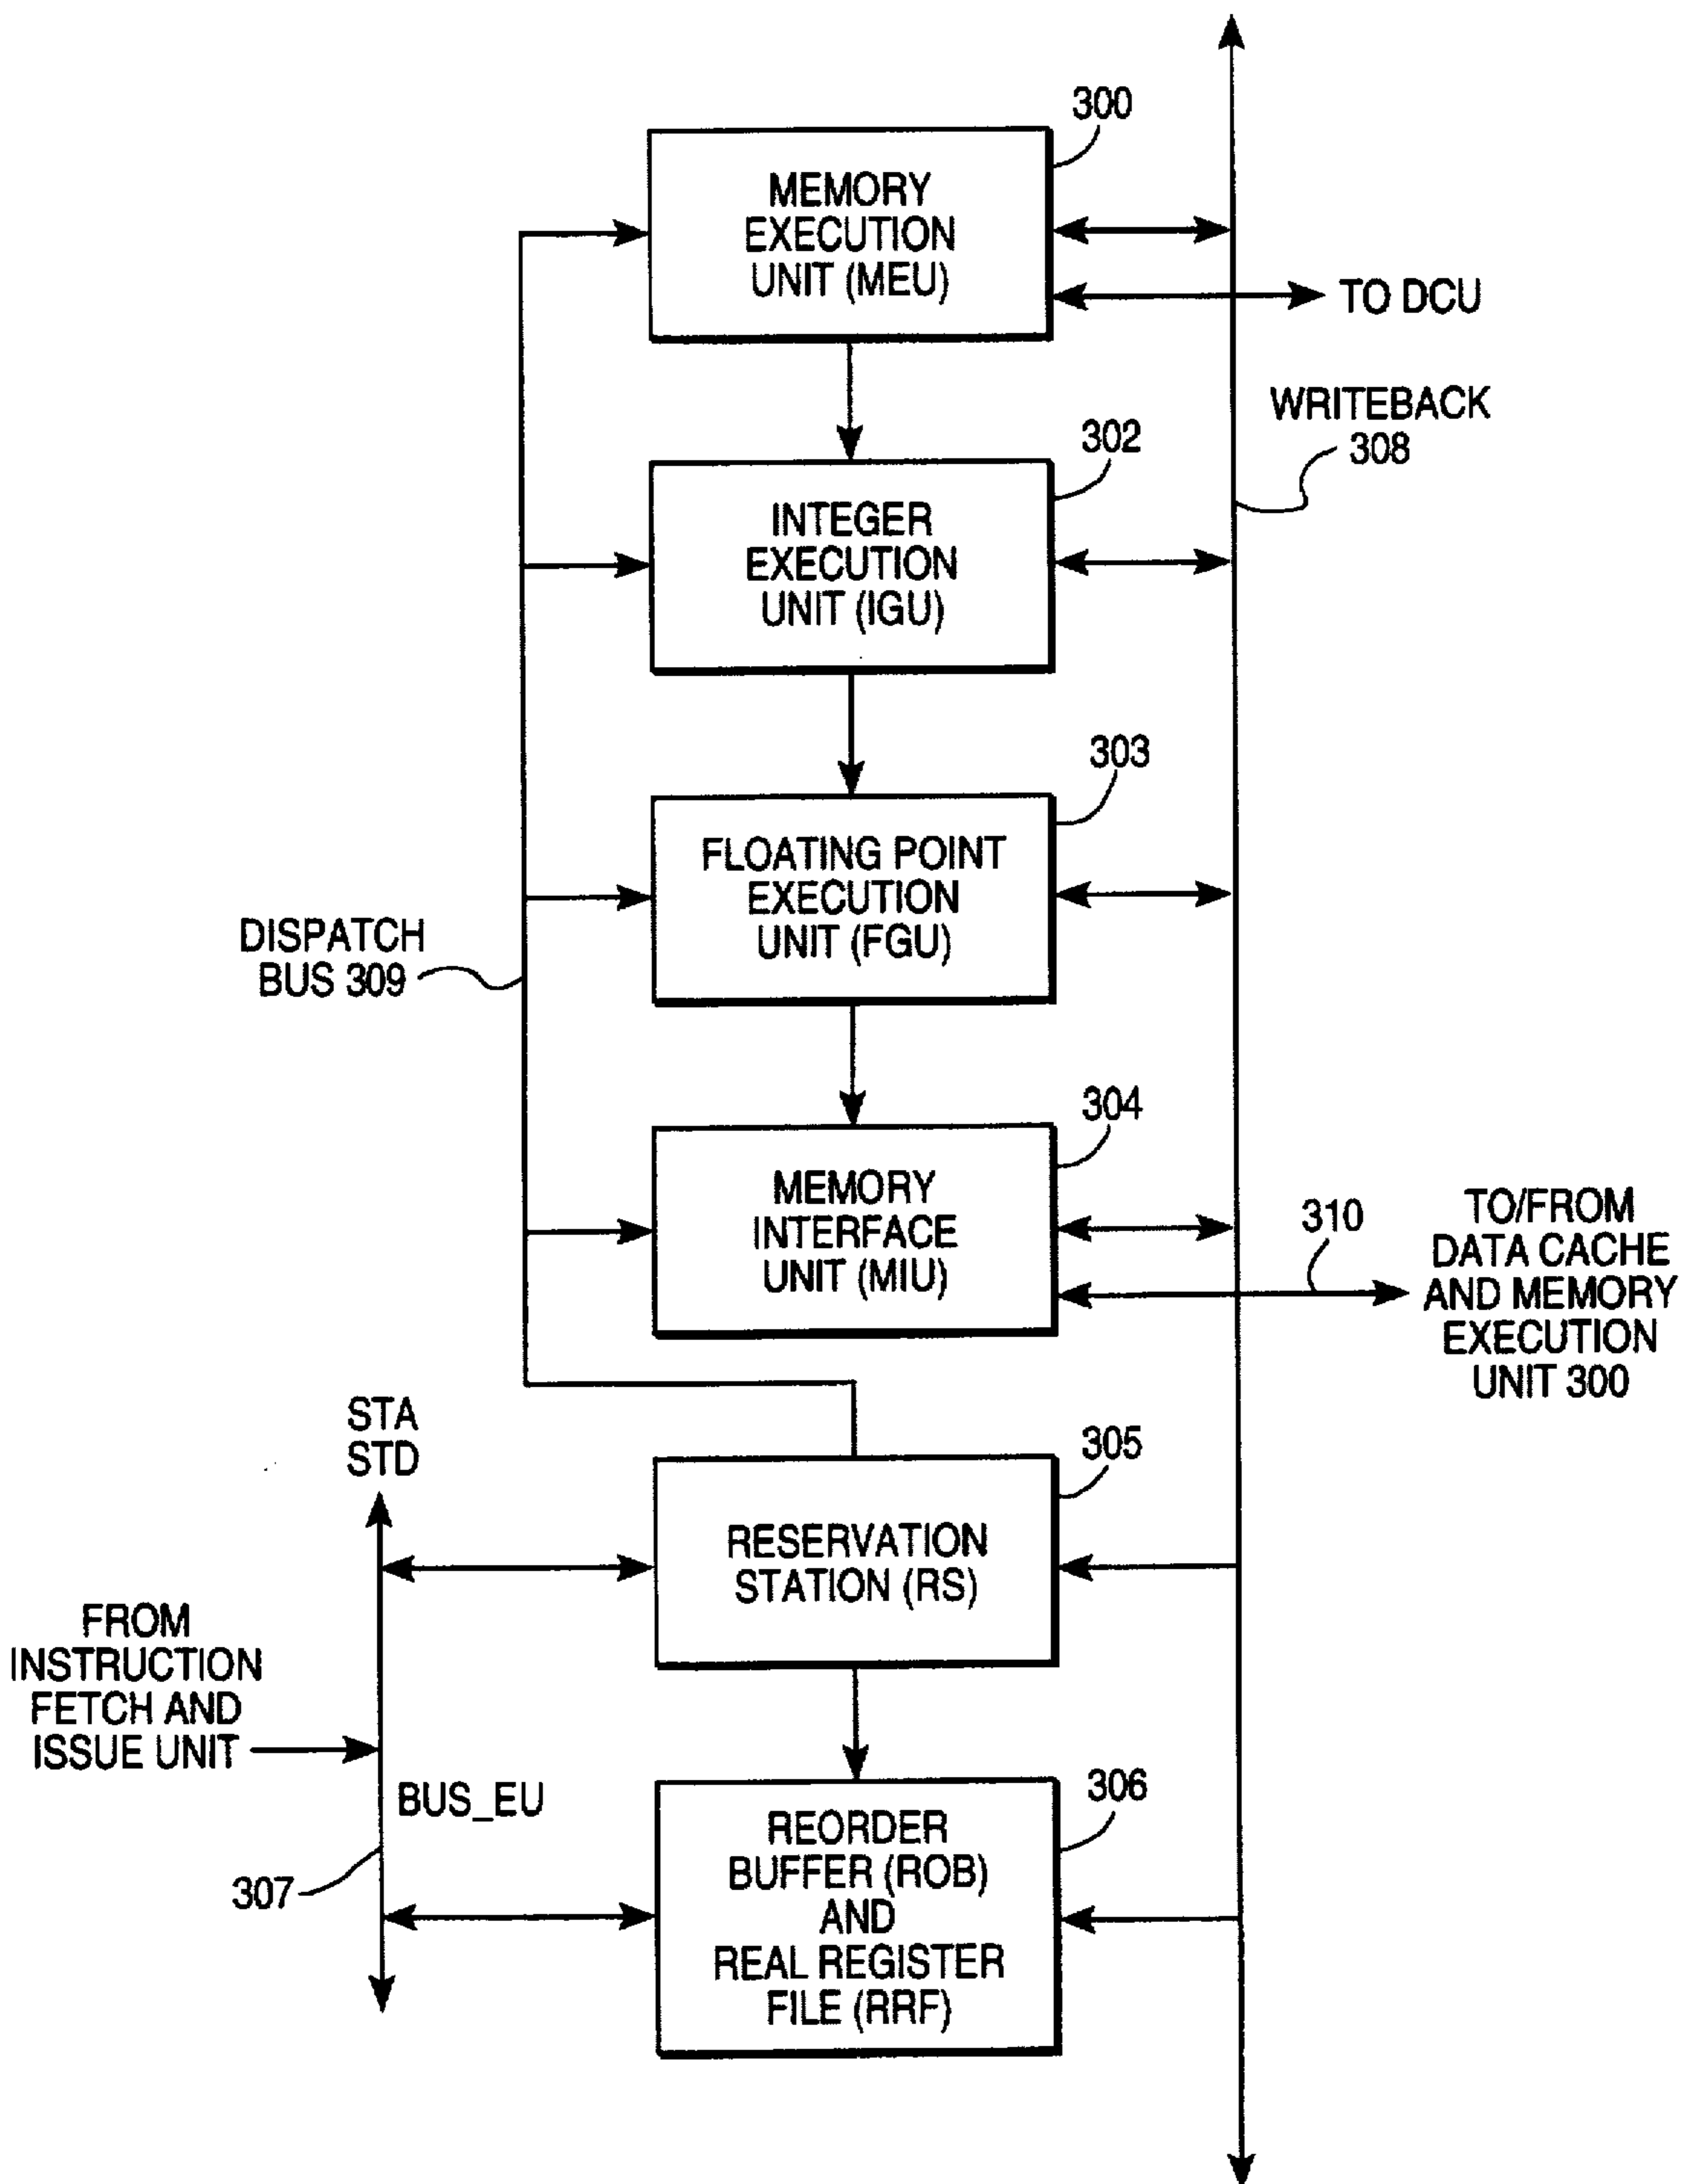 300
MEMORY
EXECUTION
UNIT (MEU)
TO DCU
WRITEBACK
308
302
INTEGER
EXECUTION
UNIT (IGU)
303
FLOATING POINT
EXECUTION
UNIT (FGU)
DISPATCH
BUS 309
304
MEMORY
INTERFACE
UNIT (MIU)
310
TO/FROM
DATA CACHE
AND MEMORY
EXECUTION
UNIT 300
STA
STD
305
RESERVATION
STATION (RS)
FROM
INSTRUCTION
FETCH AND
ISSUE UNIT
BUS_EU
307
306
REORDER
BUFFER (ROB)
AND
REAL REGISTER
FILE (RRF)